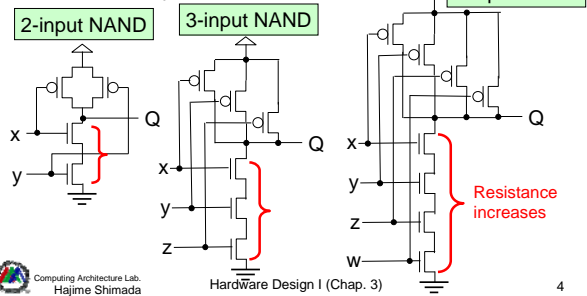 2-input NAND
3-input NAND
x
y
Q
x
y
z
Q
x
y
z
w
Q
Resistance
increases
Computing Architecture Lab.
Hajime Shimada
Hardware Design I (Chap. 3)
4